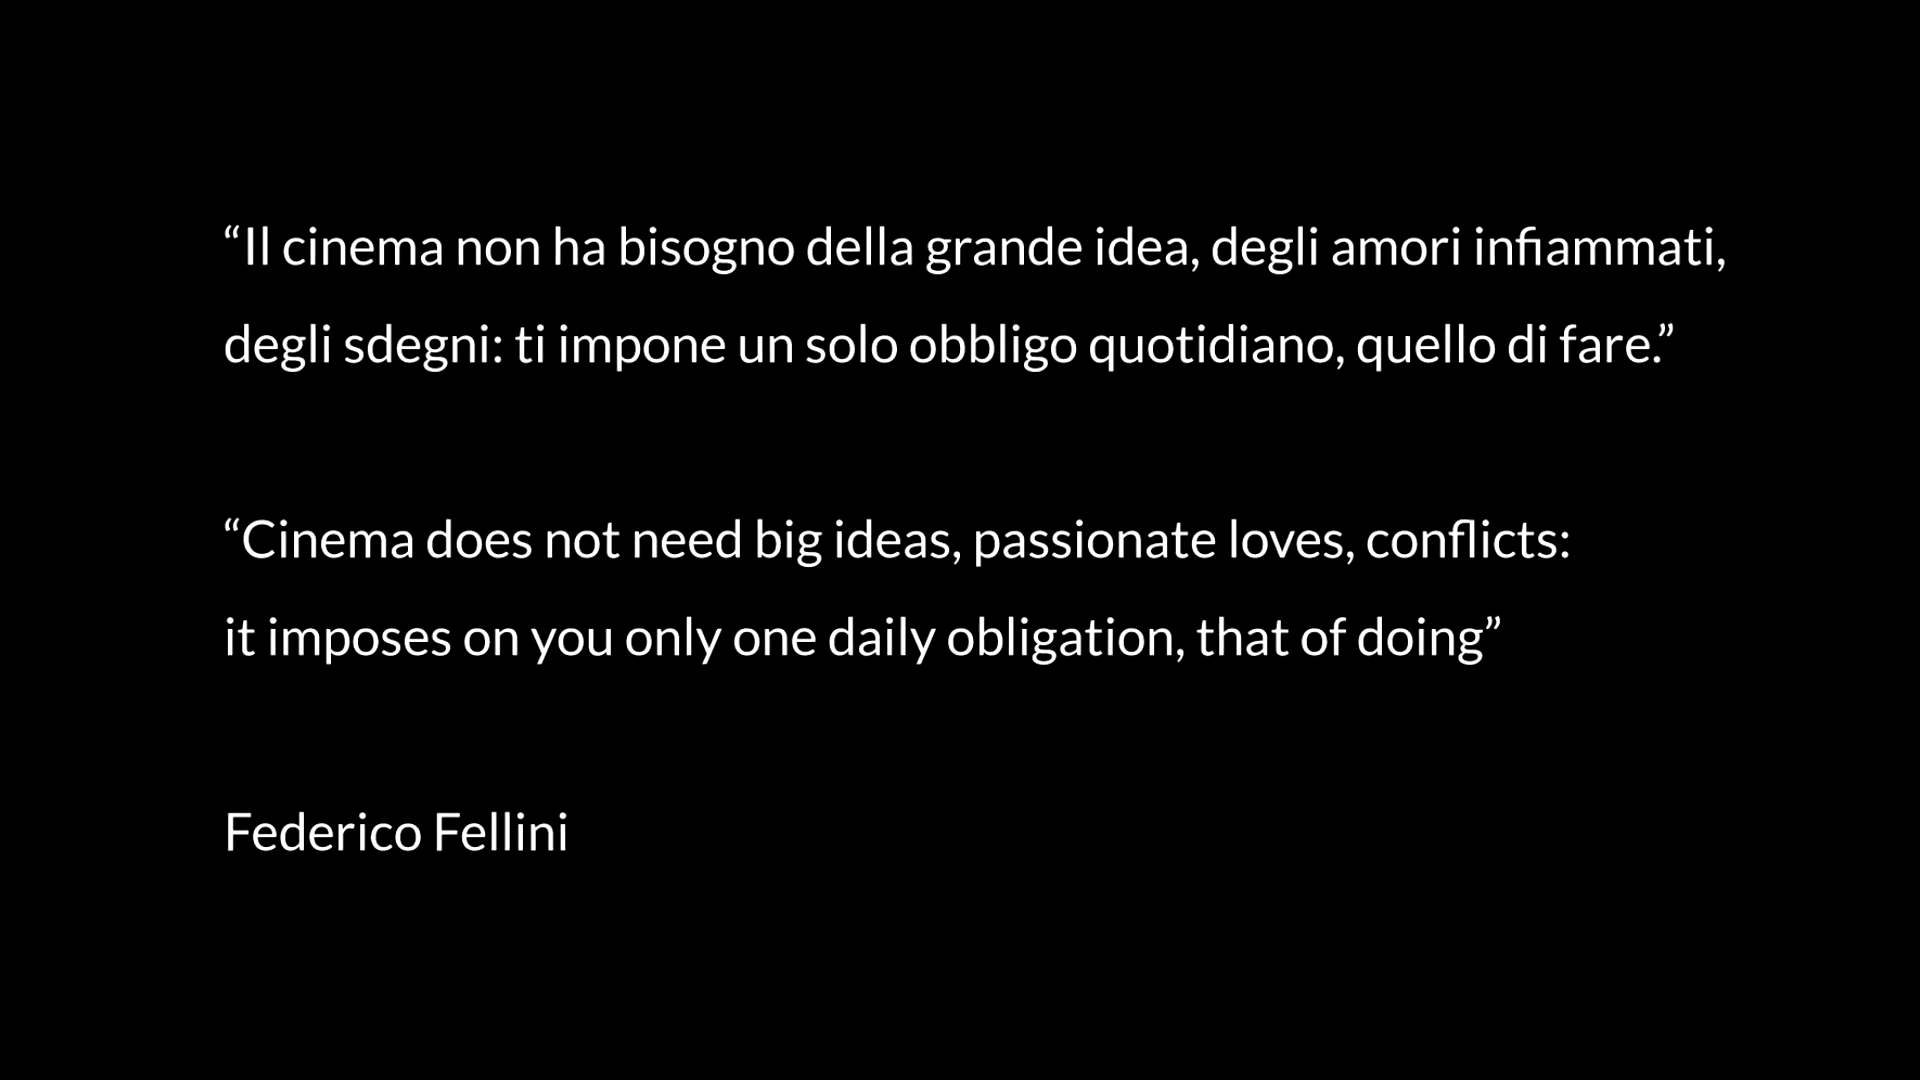 “Il cinema non ha bisogno della grande idea, degli amori infiammati,
degli sdegni: ti impone un solo obbligo quotidiano, quello di fare.”
“Cinema does not need big ideas, passionate loves, conflicts:
it imposes on you only one daily obligation, that of doing”
Federico Fellini